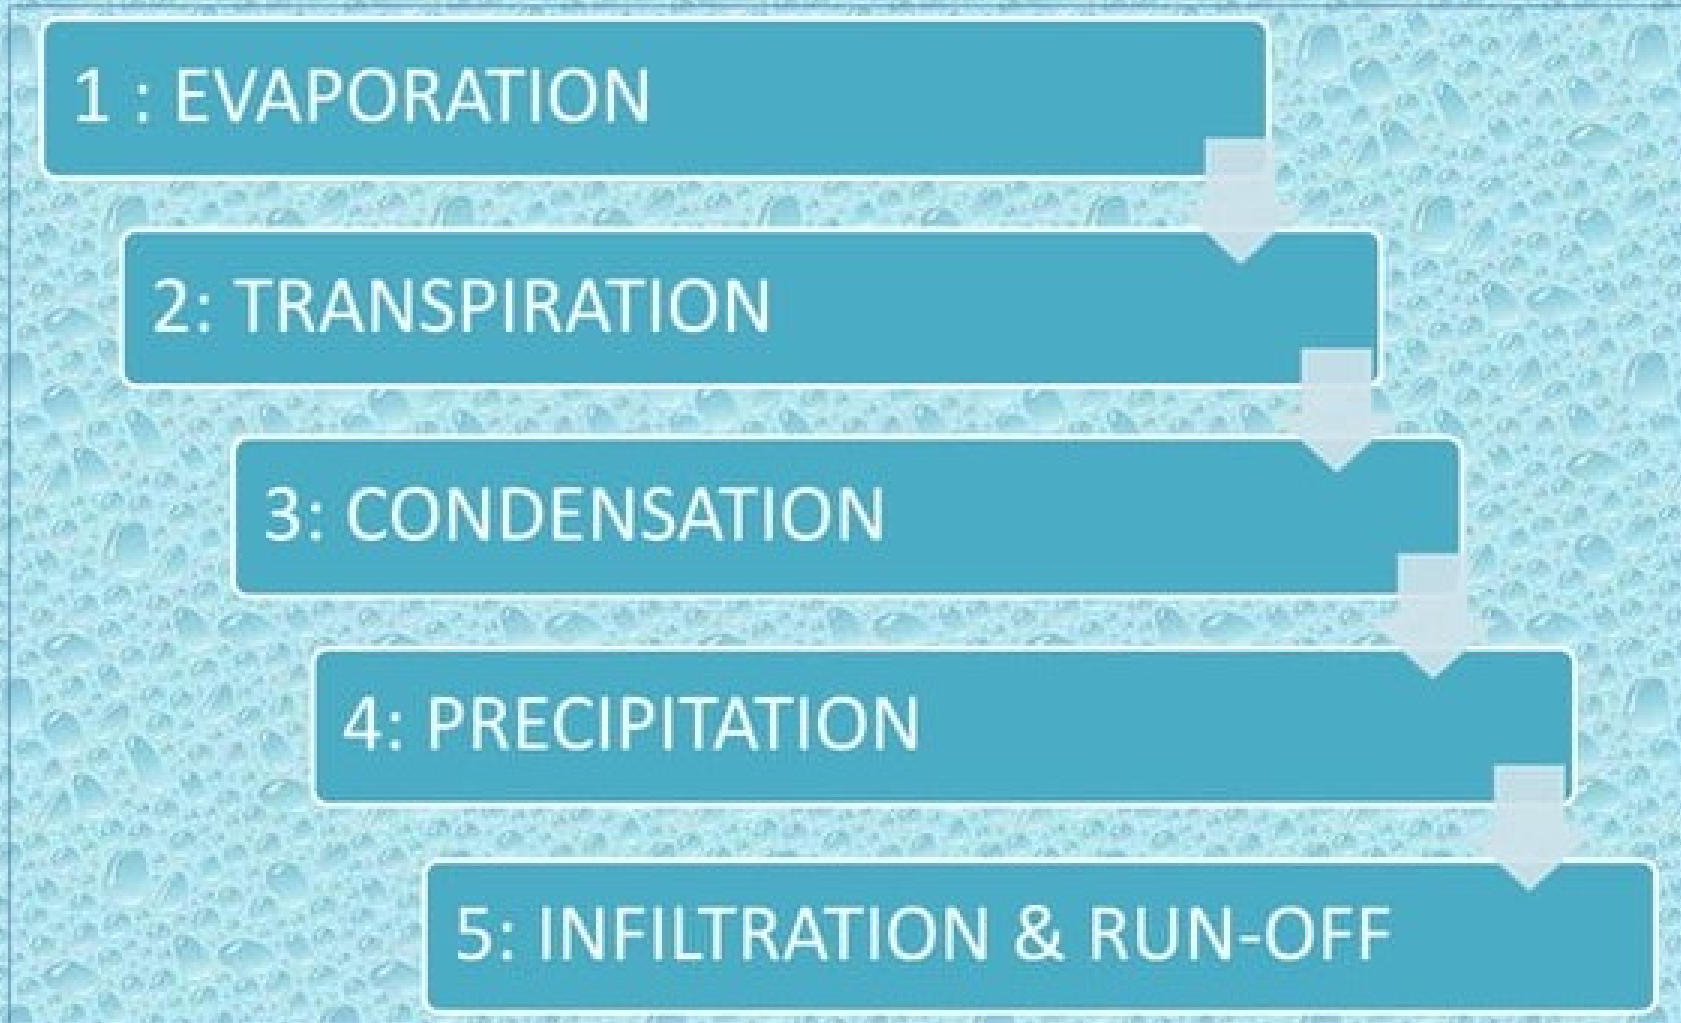 1 : EVAPORATION
2: TRANSPIRATION
3: CONDENSATION
4: PRECIPITATION
5: INFILTRATION & RUN-OFF